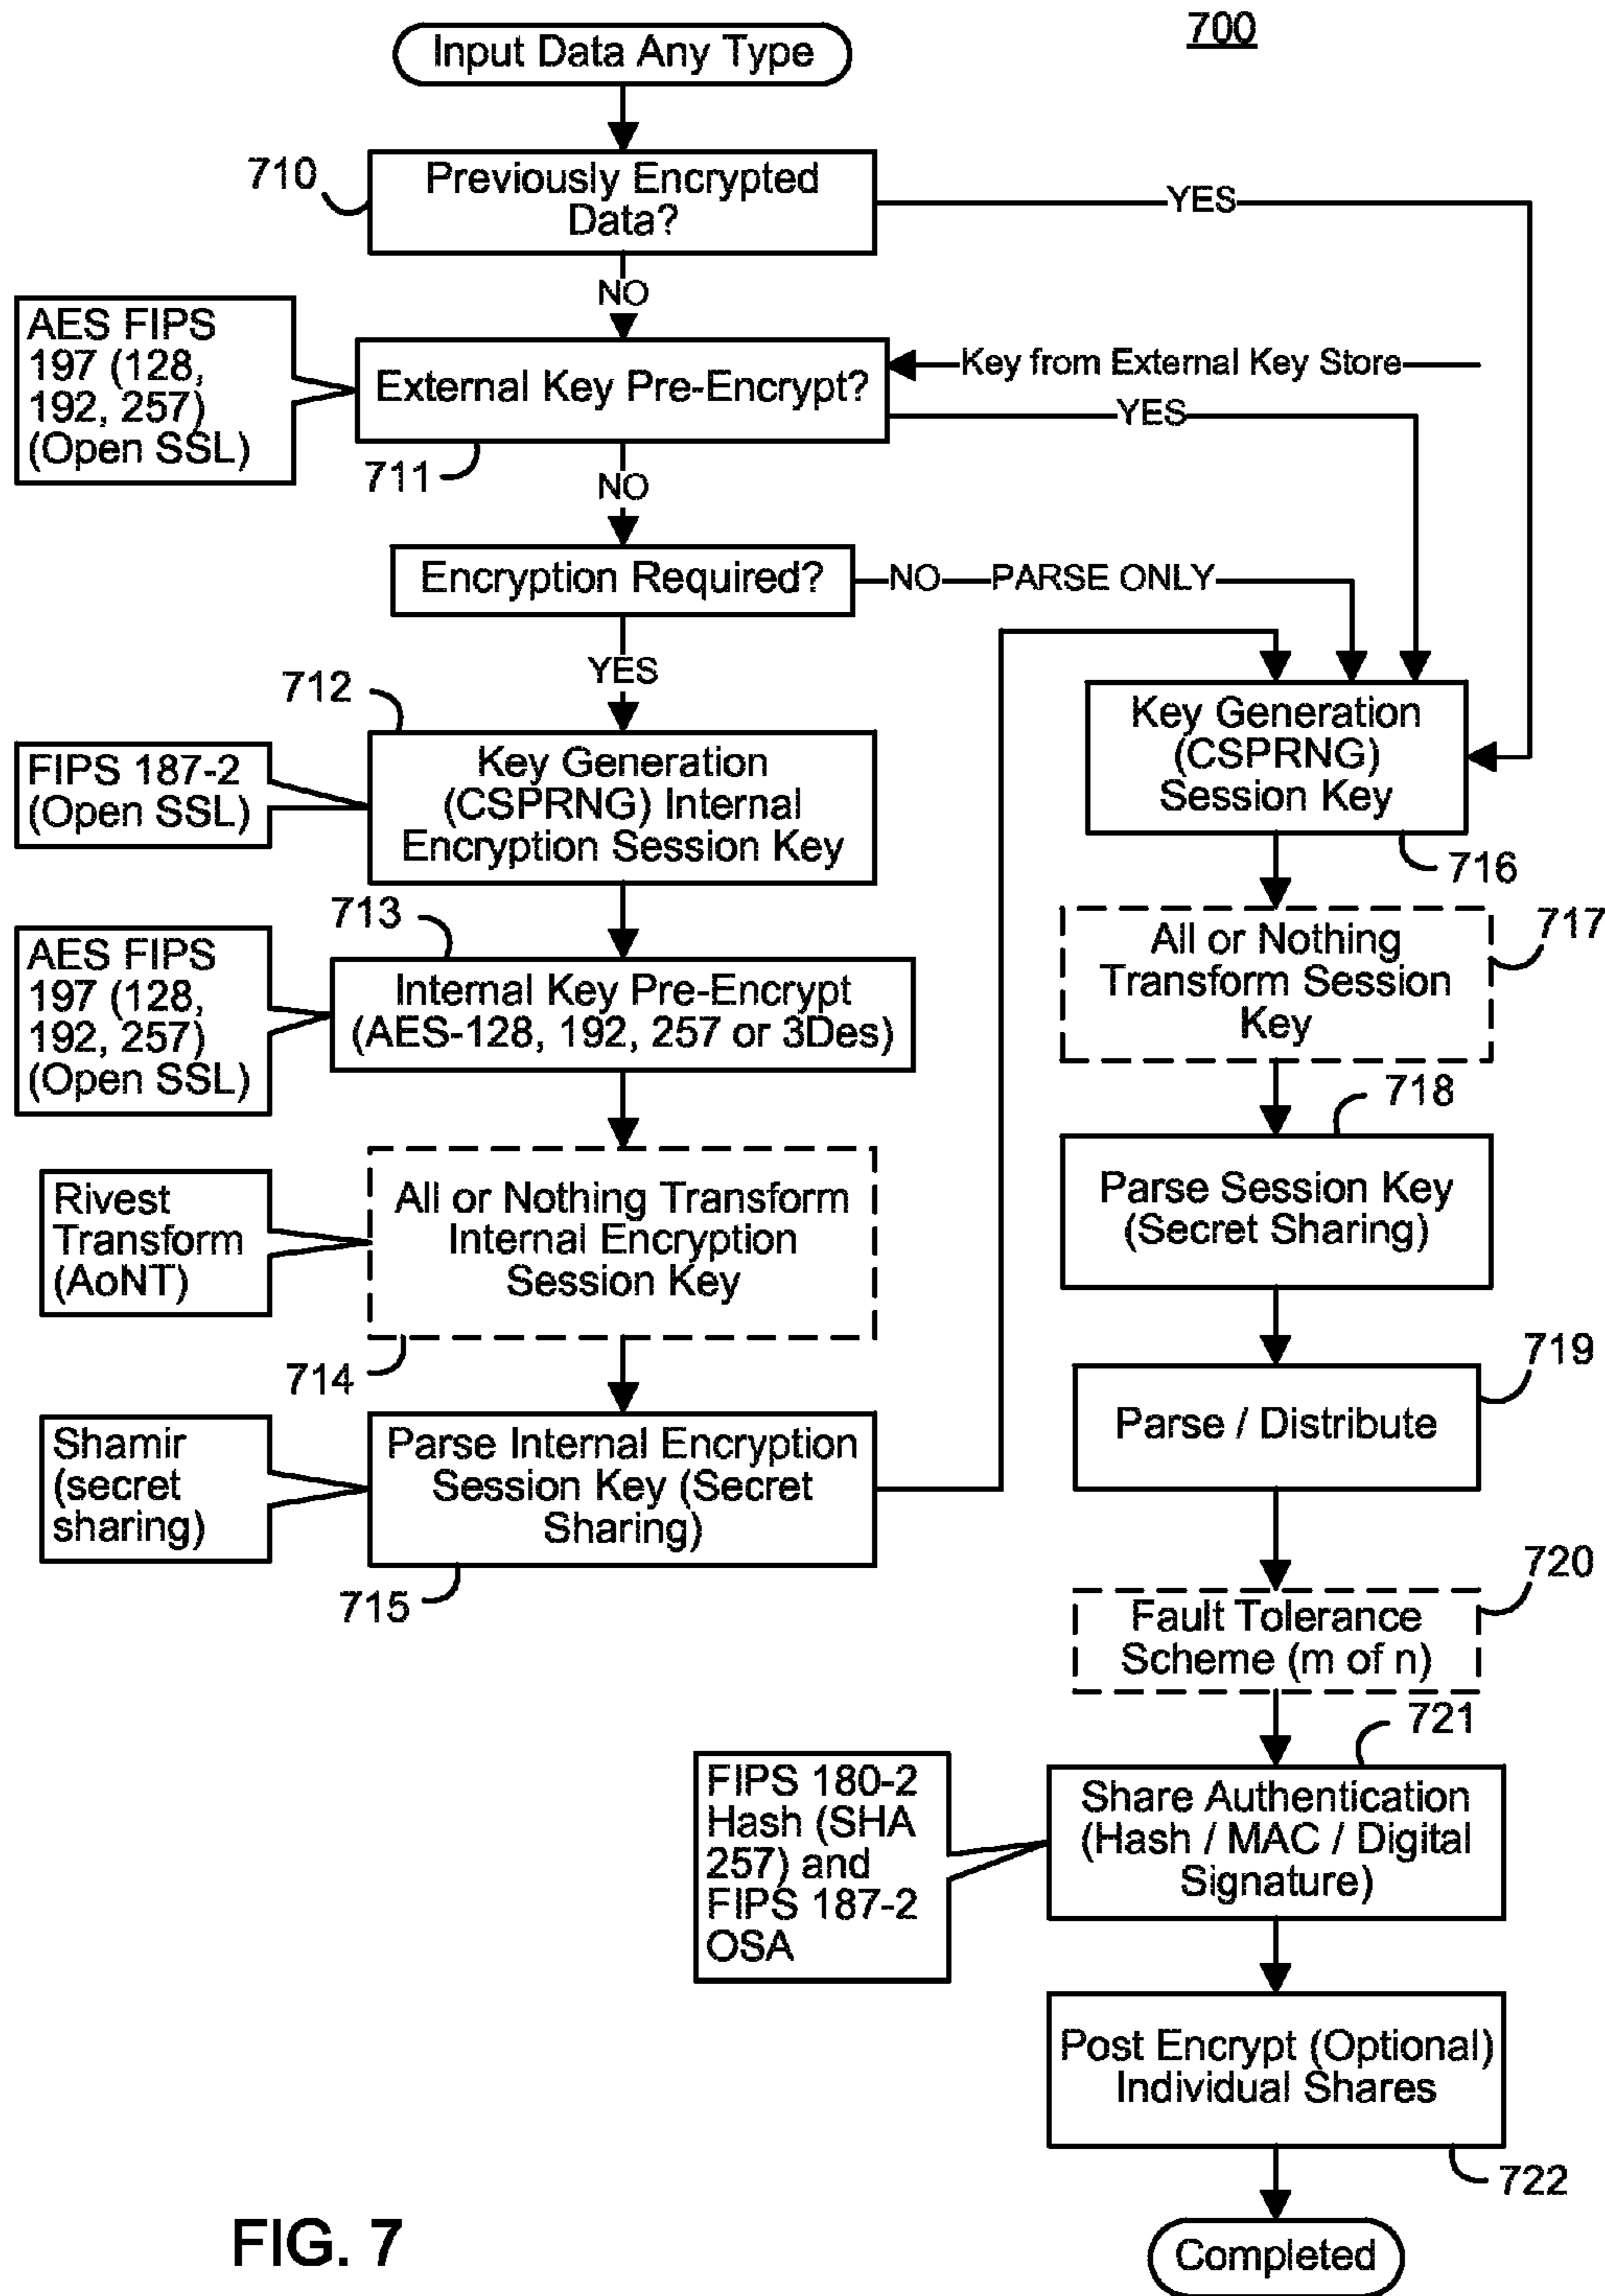 700
Input Data Any Type
710
Previously Encrypted
Data?
YES
NO
AES FIPS
197 (128,
192, 257)
(Open SSL)
External Key Pre-Encrypt?
Key from External Key Store
YES
711
NO
Encryption Required?
NO
PARSE ONLY
YES
712
FIPS 187-2
(Open SSL)
Key Generation
(CSPRNG) Internal
Encryption Session Key
713
AES FIPS
197 (128,
192, 257)
(Open SSL)
Internal Key Pre-Encrypt
(AES-128, 192, 257 or 3Des)
Rivest
Transform
(AoNT)
All or Nothing Transform
Internal Encryption
Session Key
714
Shamir
(secret
sharing)
Parse Internal Encryption
Session Key (Secret
Sharing)
715
Key Generation
(CSPRNG)
Session Key
716
All or Nothing
Transform Session
Key
717
718
Parse Session Key
(Secret Sharing)
719
Parse / Distribute
720
Fault Tolerance
Scheme (m of n)
721
FIPS 180-2
Hash (SHA
257) and
FIPS 187-2
OSA
Share Authentication
(Hash / MAC / Digital
Signature)
Post Encrypt (Optional)
Individual Shares
722
Completed
FIG. 7